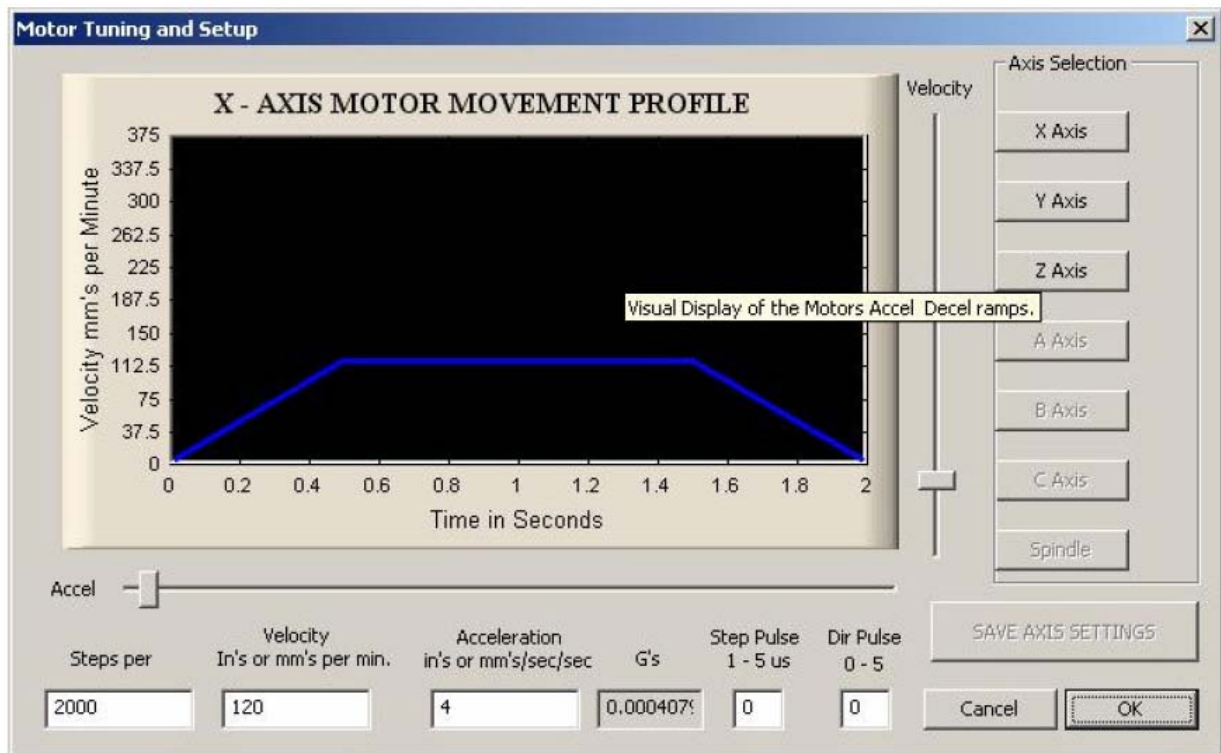 Motor Tuning and Setup
X - AXIS MOTOR MOVEMENT PROFILE
Velocity mm's per Minute
375
337.5
300
262.5
225
187.5
150
112.5
75
37.5
0
0 0.2 0.4 0.6 0.8 1 1.2 1.4 1.6 1.8 2
Time in Seconds
Visual Display of the Motors Accel Decel ramps.
Velocity
Axis Selection
X Axis
Y Axis
Z Axis
A Axis
B Axis
C Axis
Spindle
Accel
SAVE AXIS SETTINGS
Steps per
2000
Velocity
In's or mm's per min.
120
Acceleration
in's or mm's/sec/sec
4
G's
0.000407
Step Pulse
1 - 5 us
0
Dir Pulse
0 - 5
0
Cancel
OK